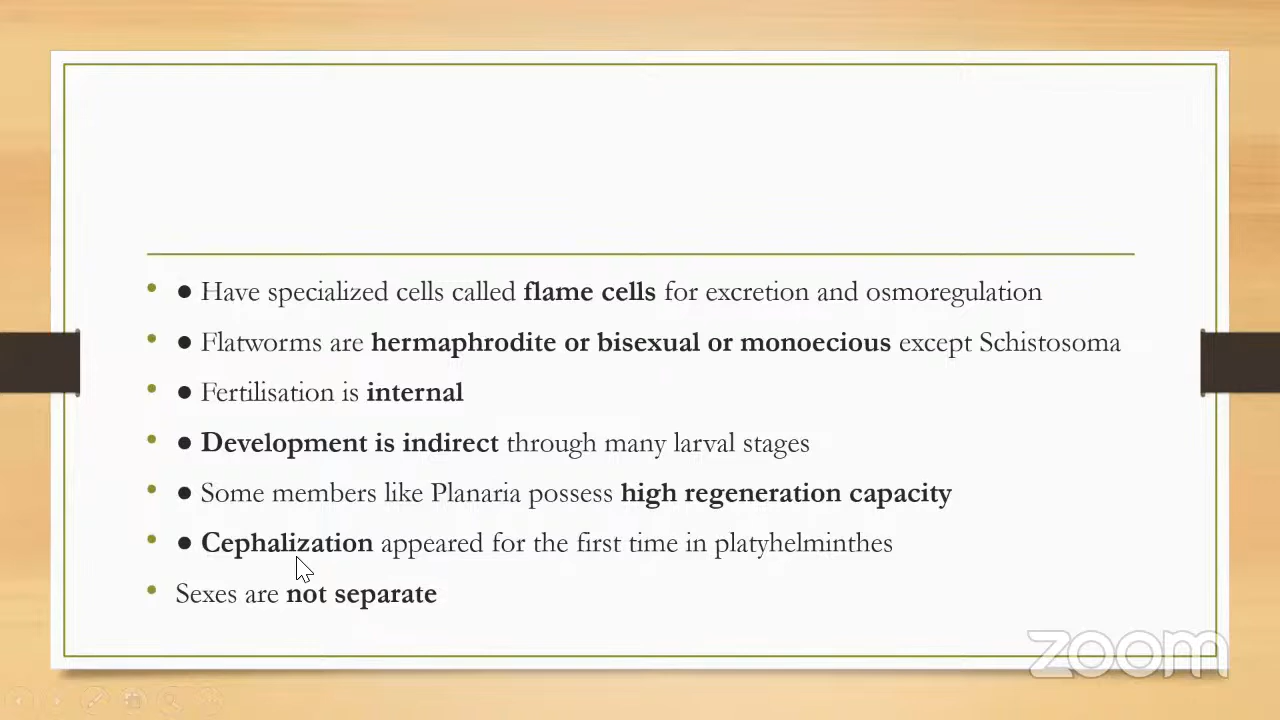 • ● Have specialized cells called flame cells for excretion and osmoregulation
• ● Flatworms are hermaphrodite or bisexual or monoecious except Schistosoma
• ● Fertilisation is internal
• ● Development is indirect through many larval stages
• ● Some members like Planaria possess high regeneration capacity
• ● Cephalization appeared for the first time in platyhelminthes
• Sexes are not separate
zoom